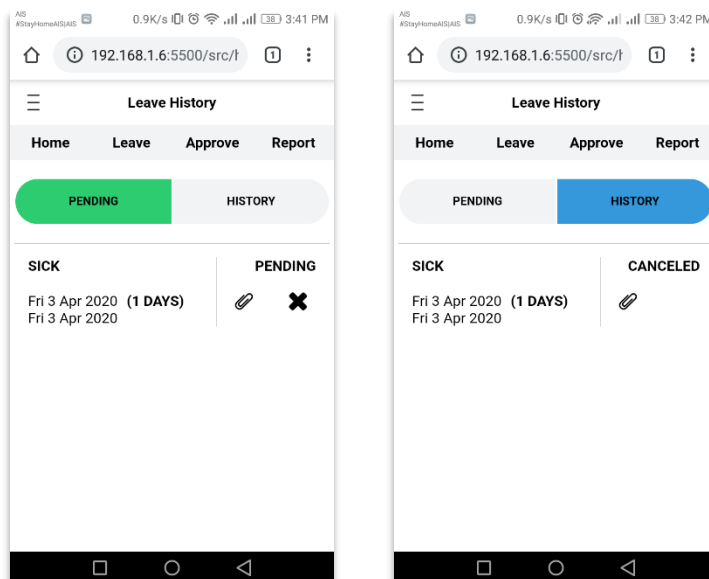 AIS
#StayHomeAIS|AIS
0.9K/s 38 3:41 PM
192.168.1.6:5500/src/h 1
Leave History
Home Leave Approve Report
PENDING HISTORY
SICK PENDING
Fri 3 Apr 2020 (1 DAYS)
Fri 3 Apr 2020
AIS
#StayHomeAIS|AIS
0.9K/s 38 3:42 PM
192.168.1.6:5500/src/h 1
Leave History
Home Leave Approve Report
PENDING HISTORY
SICK CANCELED
Fri 3 Apr 2020 (1 DAYS)
Fri 3 Apr 2020